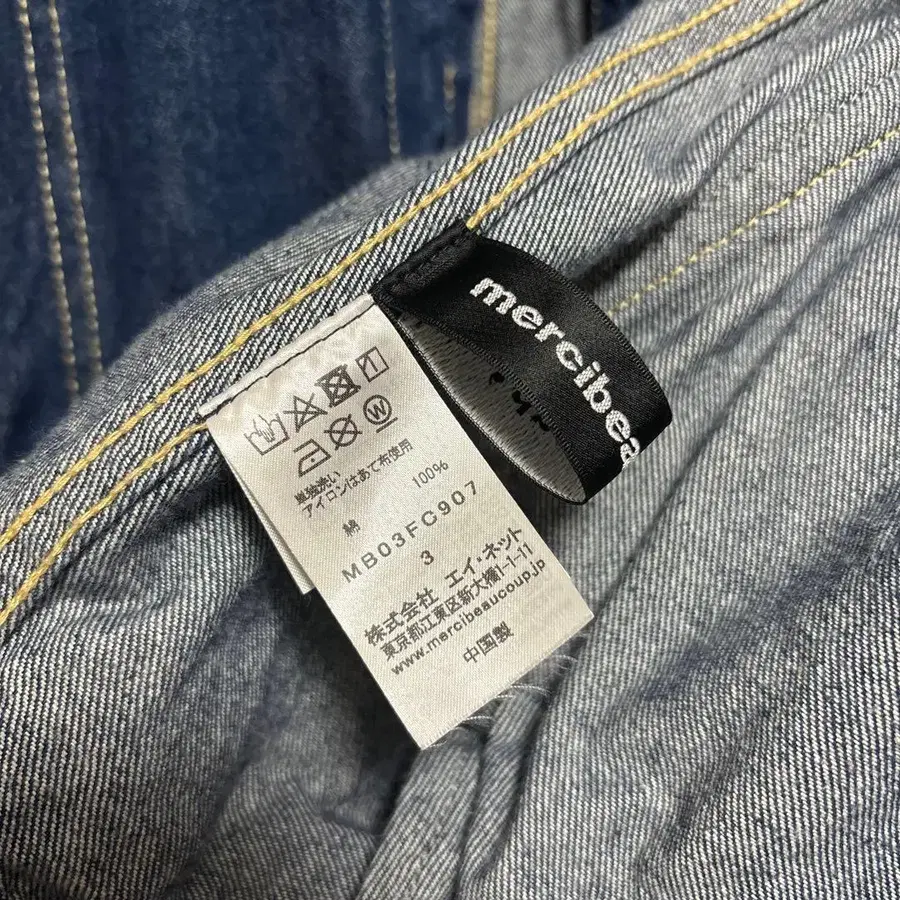 mercibea
W
単独洗い
アイロンはあて布使用
綿 100%
MB03FC907
3
株式会社 エイ・ネット
東京都江東区新大橋1-1-11
www.mercibeaucoup.jp
中国製